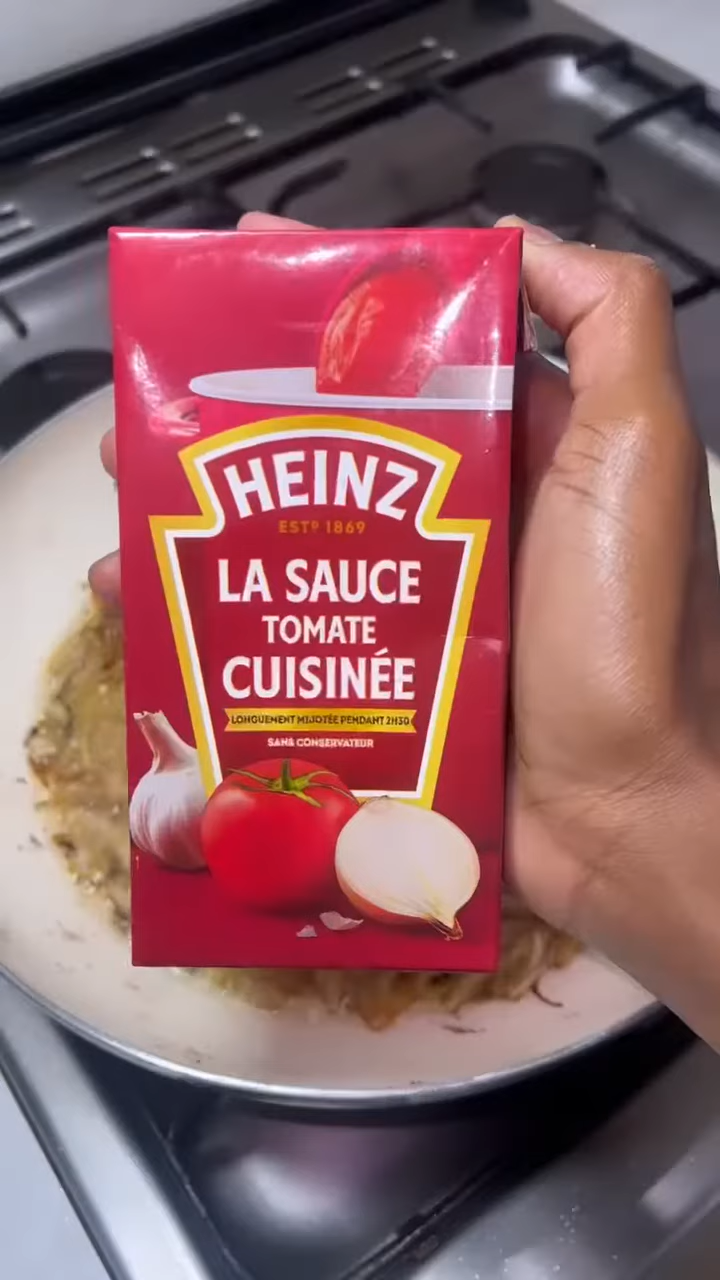 HEINZ
ESTD 1869
LA SAUCE
TOMATE
CUISINÉE
LONGUEMENT MIJOTÉE PENDANT 2H30
SANS CONSERVATEUR